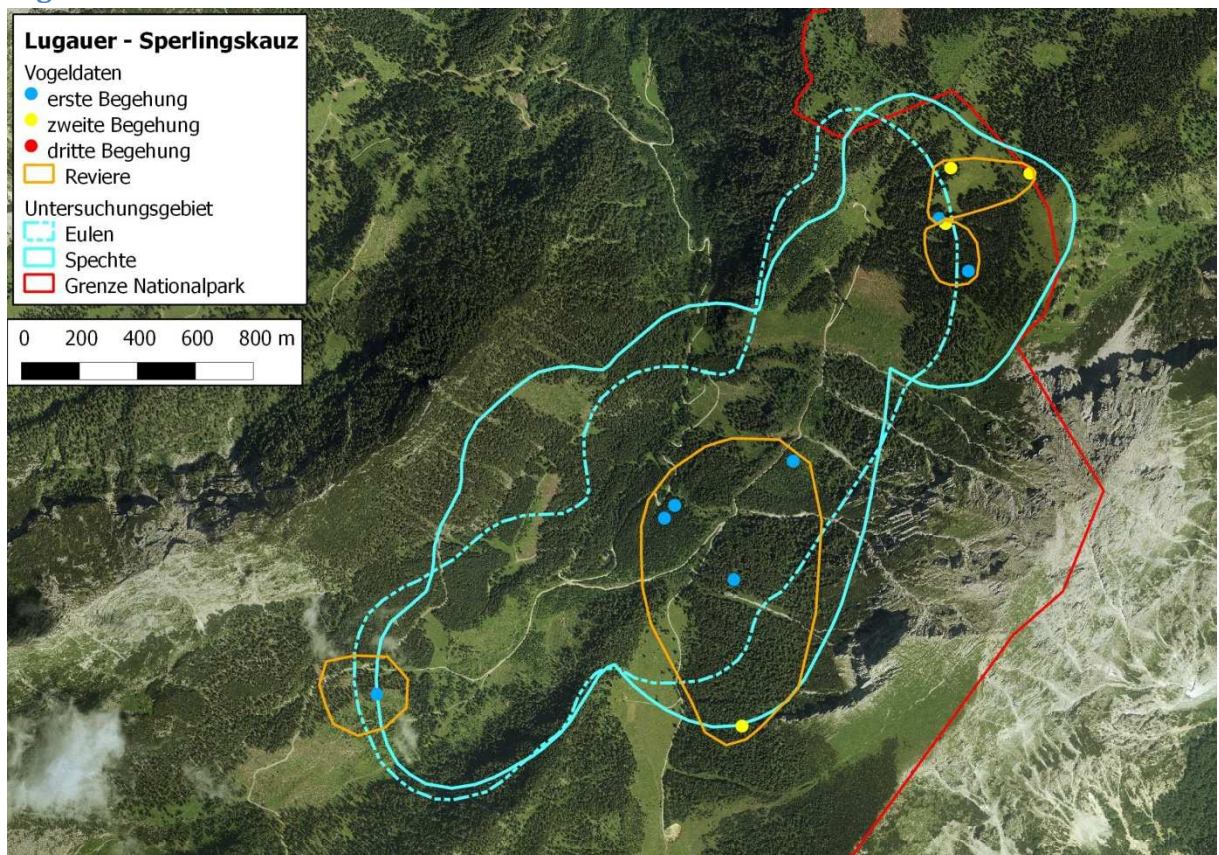 Lugauer - Sperlingskauz
Vogeldaten
erste Begehung
zweite Begehung
dritte Begehung
Reviere
Untersuchungsgebiet
Eulen
Spechte
Grenze Nationalpark
0 200 400 600 800 m